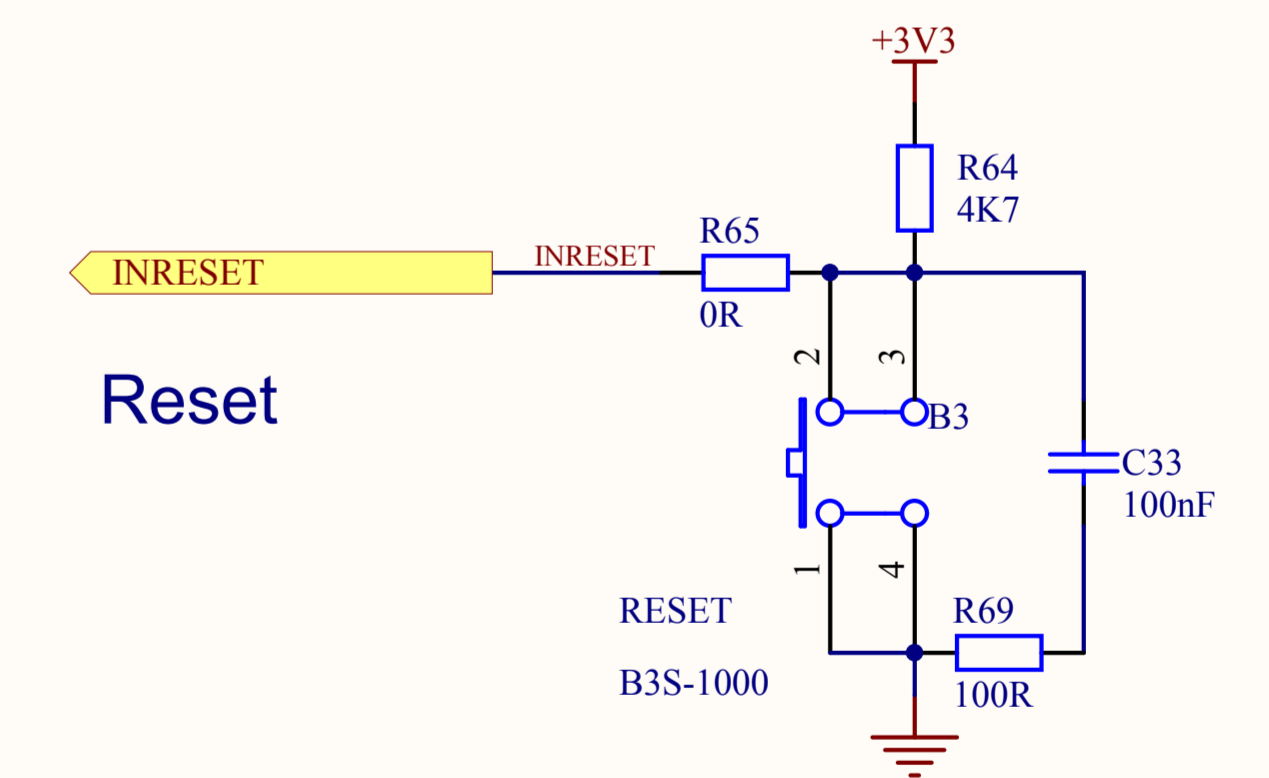 +3V3
R64
4K7
R65
INRESET
INRESET
0R
2
3
Reset
B3
C33
100nF
1
4
RESET
R69
B3S-1000
100R